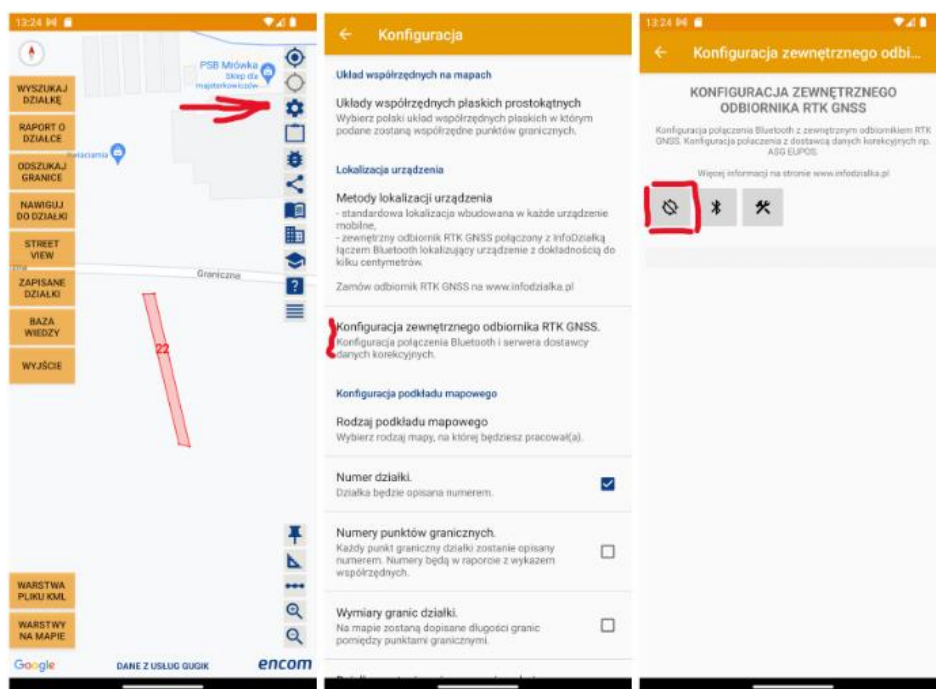 13:24
WYSZUKAJ
DZIAŁKĘ
RAPORT O
DZIAŁCE
ODSZUKAJ
GRANICE
NAWIGUJ
DO DZIAŁKI
STREET
VIEW
ZAPISANE
DZIAŁKI
BAZA
WIEDZY
WYJŚCIE
PSB Mrówka
Sklep dla
majsterkowiczów
Graniczna
22
WARSTWA
PLIKU KML
WARSTWY
NA MAPIE
Google
DANE Z USŁUG GUGIK
encom
Konfiguracja
Układ współrzędnych na mapach
Układy współrzędnych płaskich prostokątnych
Wybierz polski układ współrzędnych płaskich w którym
podane zostaną współrzędne punktów granicznych.
Lokalizacja urządzenia
Metody lokalizacji urządzenia
- standardowa lokalizacja wbudowana w każde urządzenie
mobilne,
- zewnętrzny odbiornik RTK GNSS połączony z InfoDziałką
łączem Bluetooth lokalizujący urządzenie z dokładnością do
kilku centymetrów.
Zamów odbiornik RTK GNSS na www.infodzialka.pl
Konfiguracja zewnętrznego odbiornika RTK GNSS.
Konfiguracja połączenia Bluetooth i serwera dostawcy
danych korekcyjnych.
Konfiguracja podkładu mapowego
Rodzaj podkładu mapowego
Wybierz rodzaj mapy, na której będziesz pracował(a).
Numer działki.
Działka będzie opisana numerem.
Numery punktów granicznych.
Każdy punkt graniczny działki zostanie opisany
numerem. Numery będą w raporcie z wykazem
współrzędnych.
Wymiary granic działki.
Na mapie zostaną dopisane długości granic
pomiędzy punktami granicznymi.
13:24
Konfiguracja zewnętrznego odbi...
KONFIGURACJA ZEWNĘTRZNEGO
ODBIORNIKA RTK GNSS
Konfiguracja połączenia Bluetooth z zewnętrznym odbiornikiem RTK
GNSS. Konfiguracja połaczenia z dostawcą danych korekcyjnych np.
ASG EUPOS.
Więcej informacji na stronie www.infodzialka.pl